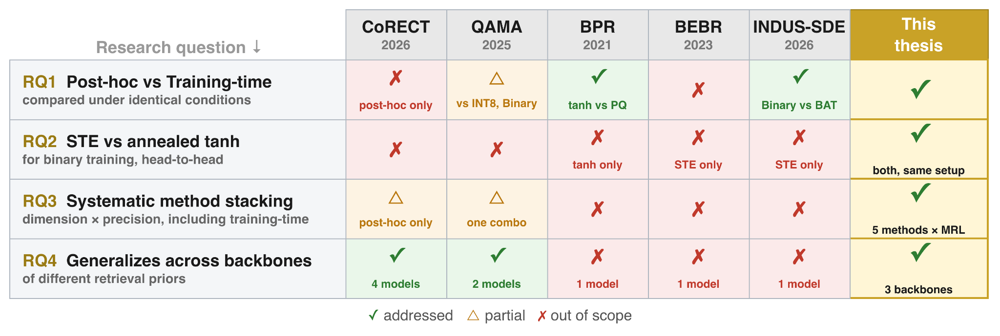 CoRECT QAMA BPR BEBR INDUS-SDE This thesis
Research question ↓ 2026 2025 2021 2023 2026
RQ1 Post-hoc vs Training-time ✗ △ ✓ ✗ ✓ ✓
compared under identical conditions post-hoc only vs INT8, Binary tanh vs PQ Binary vs BAT
RQ2 STE vs annealed tanh ✗ ✗ ✗ ✗ ✗ ✓
for binary training, head-to-head tanh only STE only STE only both, same setup
RQ3 Systematic method stacking △ △ ✗ ✗ ✗ ✓
dimension × precision, including training-time post-hoc only one combo 5 methods × MRL
RQ4 Generalizes across backbones ✓ ✓ ✗ ✗ ✗ ✓
of different retrieval priors 4 models 2 models 1 model 1 model 1 model 3 backbones
✓ addressed △ partial ✗ out of scope